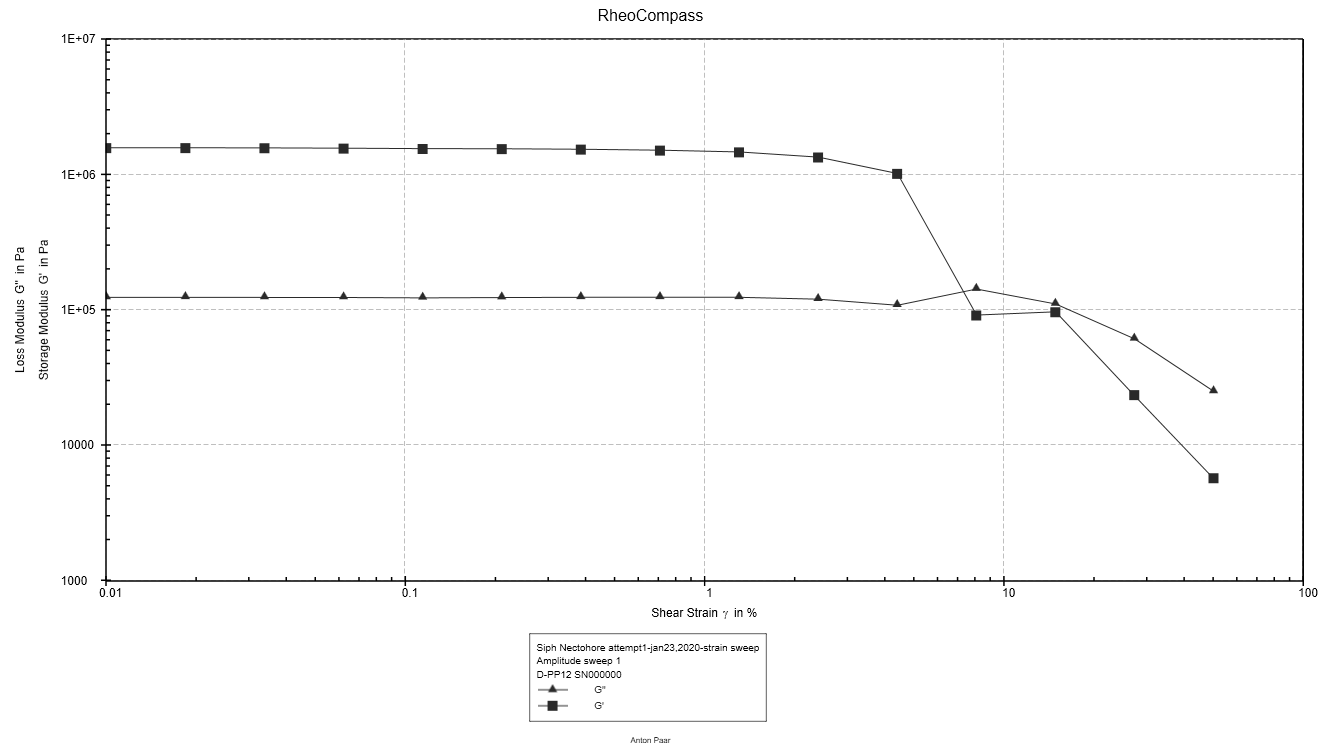 RheoCompass
1E+07
1E+06
1E+05
10000
1000
Loss Modulus G'' in Pa
Storage Modulus G' in Pa
0.01 0.1 1 10 100
Shear Strain γ in %
Siph Nectohore attempt1-jan23,2020-strain sweep
Amplitude sweep 1
D-PP12 SN000000
G''
G'
Anton Paar